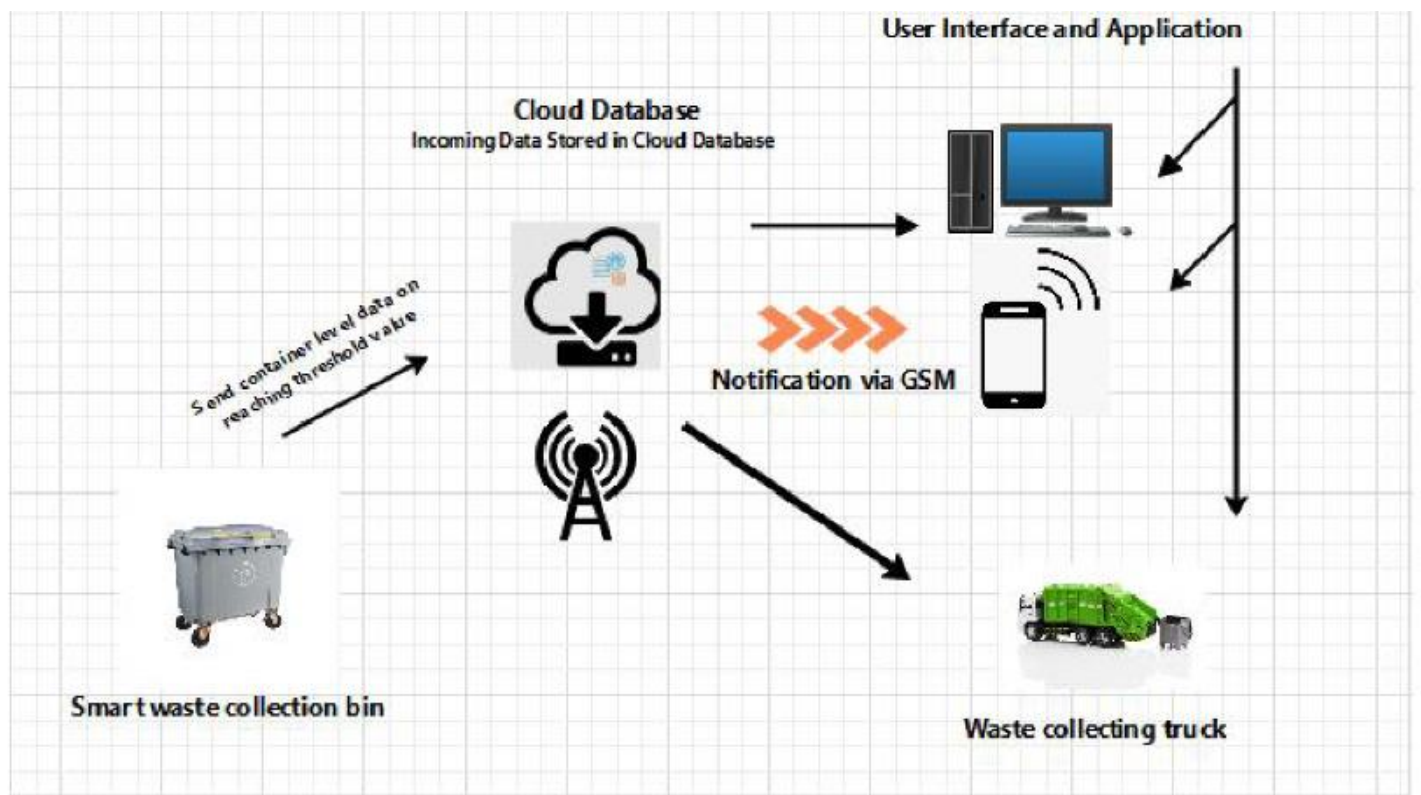 User Interface and Application
Cloud Database
Incoming Data Stored in Cloud Database
Send container level data on
reaching threshold value
Notification via GSM
Smart waste collection bin
Waste collecting truck